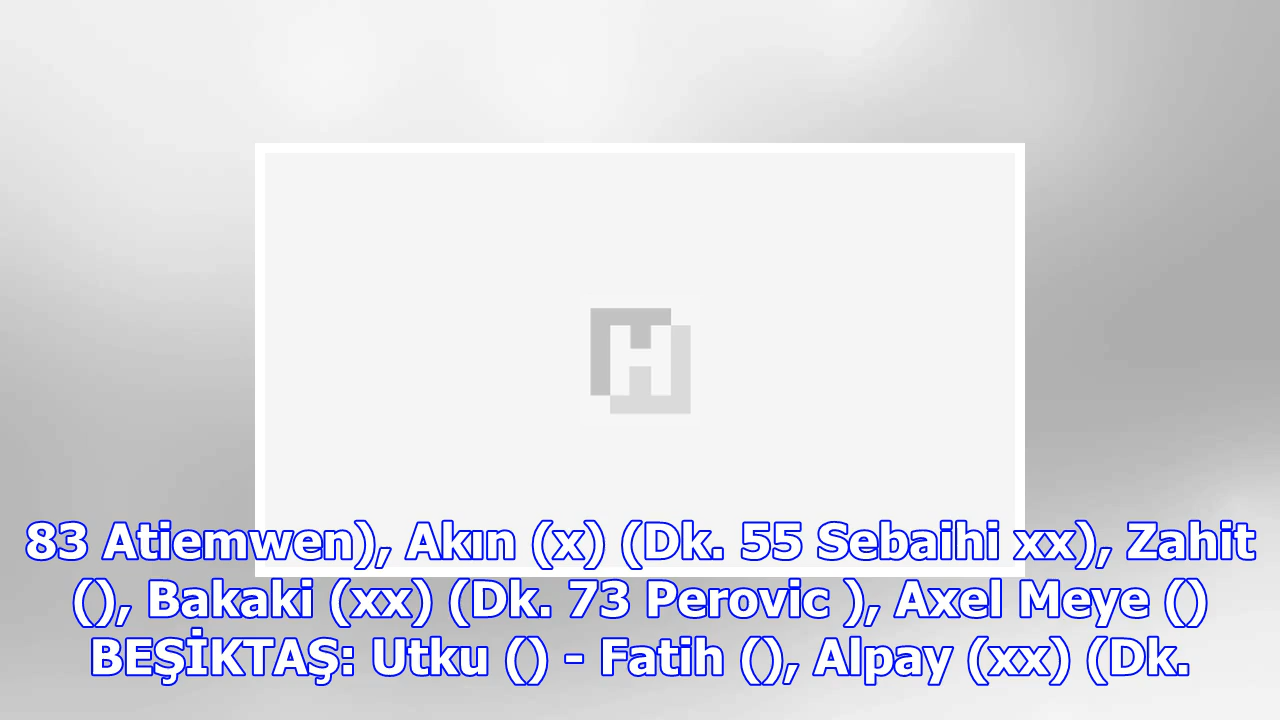 83 Atiemwen), Akın (x) (Dk. 55 Sebaihi xx), Zahit
(), Bakaki (xx) (Dk. 73 Perovic ), Axel Meye ()
BEŞİKTAŞ: Utku () - Fatih (), Alpay (xx) (Dk.